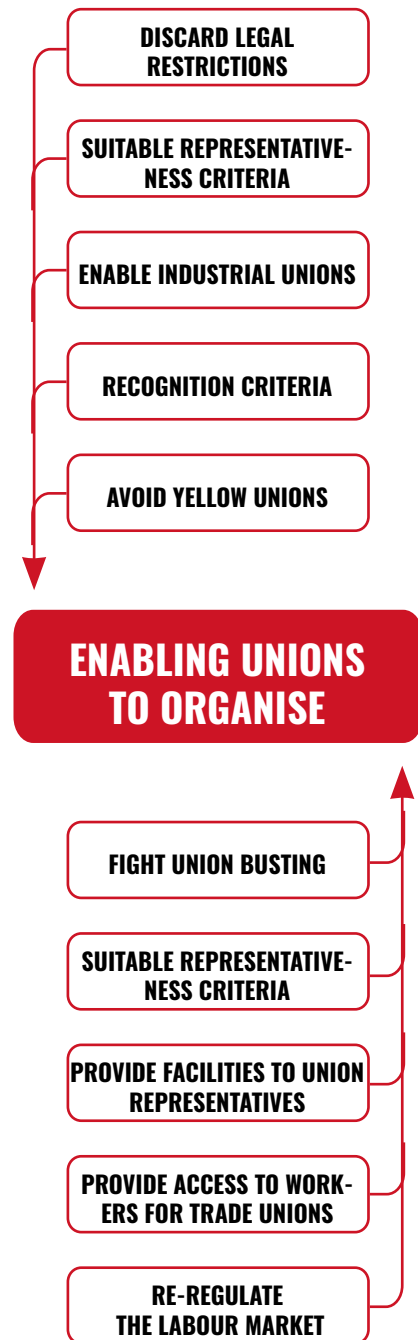 DISCARD LEGAL
RESTRICTIONS
SUITABLE REPRESENTATIVE-
NESS CRITERIA
ENABLE INDUSTRIAL UNIONS
RECOGNITION CRITERIA
AVOID YELLOW UNIONS
ENABLING UNIONS
TO ORGANISE
FIGHT UNION BUSTING
SUITABLE REPRESENTATIVE-
NESS CRITERIA
PROVIDE FACILITIES TO UNION
REPRESENTATIVES
PROVIDE ACCESS TO WORK-
ERS FOR TRADE UNIONS
RE-REGULATE
THE LABOUR MARKET